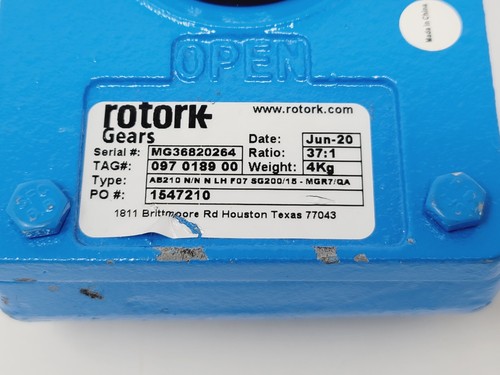 Made in China
OPEN
rotork
www.rotork.com
Gears
Date: Jun-20
Serial #: MG36820264 Ratio: 37:1
TAG#: 097 0189 00 Weight: 4Kg
Type: AB210 N/N N LH F07 SG200/15 - MGR7/QA
PO #: 1547210
1811 Brittmoore Rd Houston Texas 77043